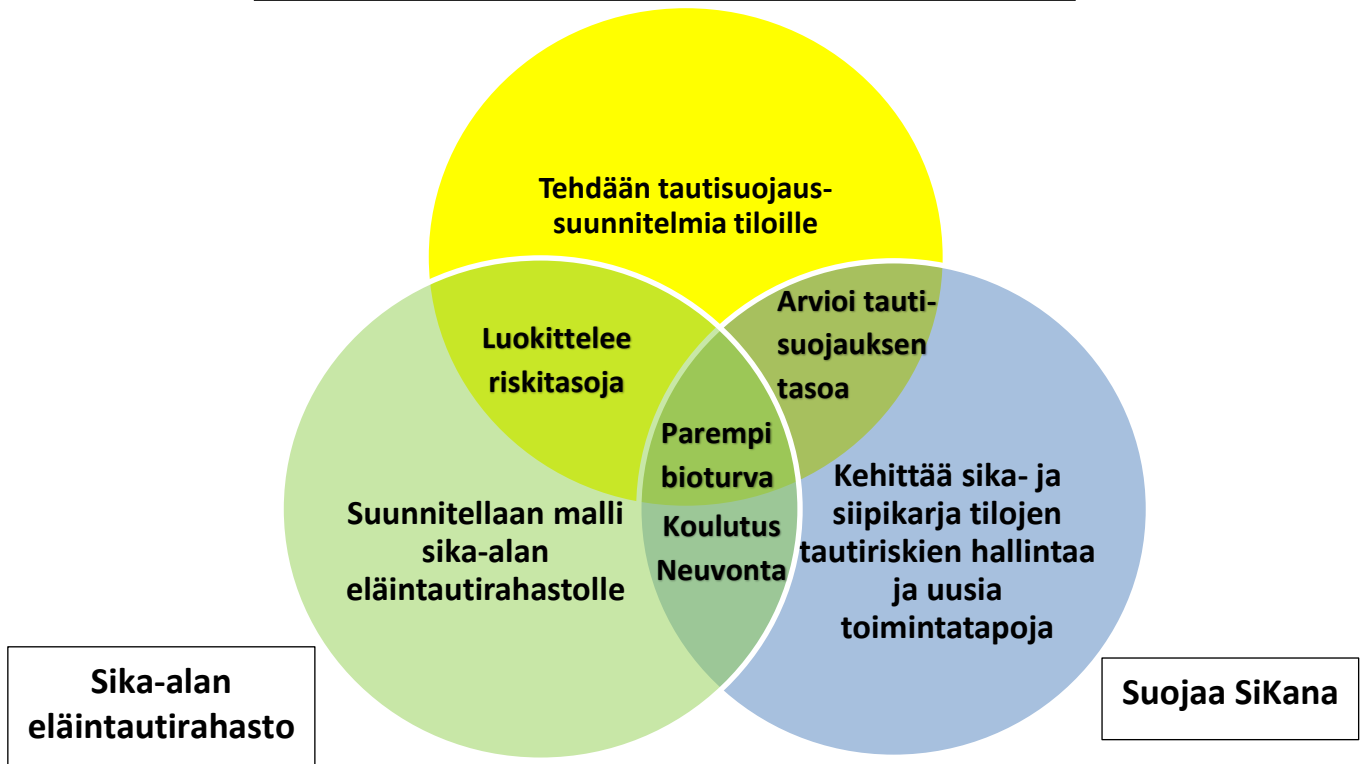 Tehdään tautisuojaus-
suunnitelmia tiloille
Arvioi tauti-
suojauksen
tasoa
Luokittelee
riskitasoja
Parempi
bioturva
Koulutus
Neuvonta
Suunnitellaan malli
sika-alan
eläintautirahastolle
Kehittää sika- ja
siipikarja tilojen
tautiriskien hallintaa
ja uusia
toimintatapoja
Sika-alan
eläintautirahasto
Suojaa SiKana